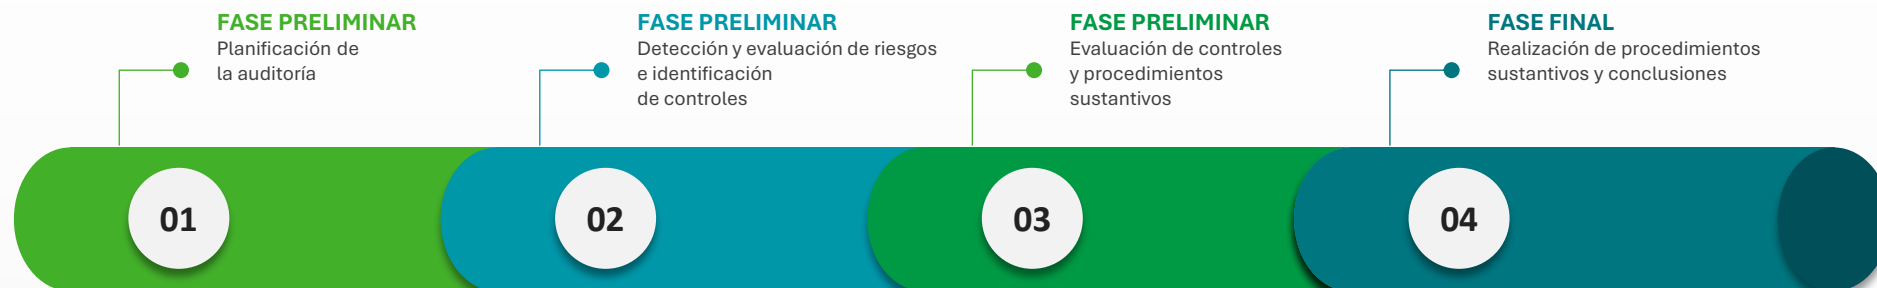 FASE PRELIMINAR
Planificación de
la auditoría
FASE PRELIMINAR
Detección y evaluación de riesgos
e identificación
de controles
FASE PRELIMINAR
Evaluación de controles
y procedimientos
sustantivos
FASE FINAL
Realización de procedimientos
sustantivos y conclusiones
01
02
03
04